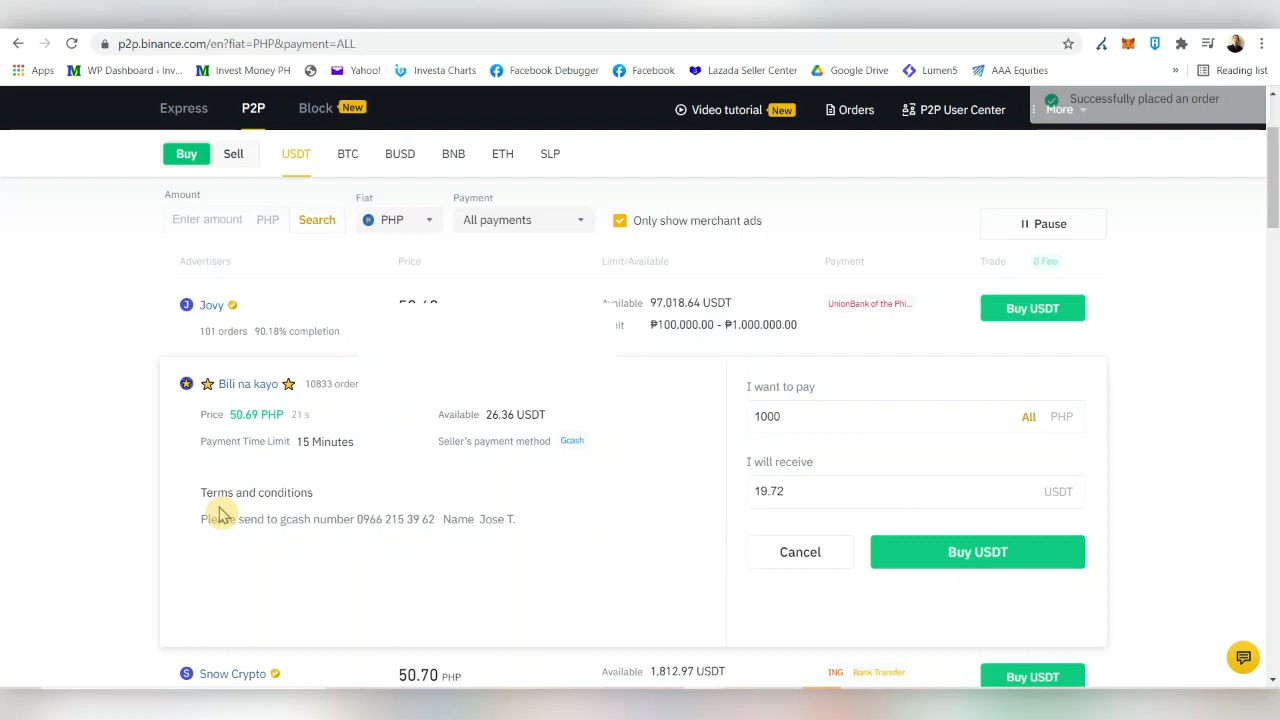 p2p.binance.com/en?fiat=PHP&payment=ALL
Apps WP Dashboard ‹ Inv... Invest Money PH Yahoo! Investa Charts Facebook Debugger Facebook Lazada Seller Center Google Drive Lumen5 AAA Equities » Reading list
Express P2P Block New Video tutorial New Orders P2P User Center More
Successfully placed an order
Buy Sell USDT BTC BUSD BNB ETH SLP
Amount Fiat Payment
Enter amount PHP Search PHP All payments Only show merchant ads Pause
Advertisers Price Limit/Available Payment Trade 0 Fee
Jovy Available 97,018.64 USDT UnionBank of the Phi... Buy USDT
101 orders 90.18% completion ₱100,000.00 - ₱1,000,000.00
Bili na kayo 10833 order I want to pay
Price 50.69 PHP 21 s Available 26.36 USDT 1000 All PHP
Payment Time Limit 15 Minutes Seller's payment method Gcash
I will receive
Terms and conditions 19.72 USDT
Please send to gcash number 0966 215 39 62 Name Jose T.
Cancel Buy USDT
Snow Crypto 50.70 PHP Available 1,812.97 USDT ING Bank Transfer Buy USDT